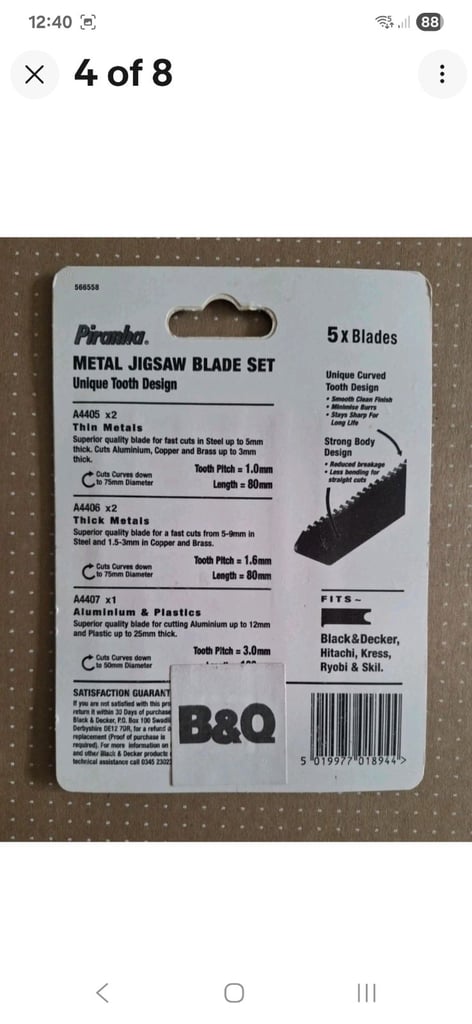 12:40
88
4 of 8
566558
Piranha.
METAL JIGSAW BLADE SET
Unique Tooth Design
A4405 x2
Thin Metals
Superior quality blade for fast cuts in Steel up to 5mm
thick. Cuts Aluminium, Copper and Brass up to 3mm
thick.
Cuts Curves down
to 75mm Diameter
Tooth Pitch = 1.0mm
Length = 80mm
A4406 x2
Thick Metals
Superior quality blade for a fast cuts from 5-9mm in
Steel and 1.5-3mm in Copper and Brass.
Cuts Curves down
to 75mm Diameter
Tooth Pitch = 1.6mm
Length = 80mm
A4407 x1
Aluminium & Plastics
Superior quality blade for cutting Aluminium up to 12mm
and Plastic up to 25mm thick.
Cuts Curves down
to 50mm Diameter
Tooth Pitch = 3.0mm
SATISFACTION GUARANT
If you are not satisfied with this pro
return it within 30 Days of purchase
Black & Decker, P.O. Box 100 Swadl
Derbyshire DE12 7DR, for a refund
replacement (Proof of purchase is
required). For more information on
and other Black & Decker products
technical assistance call 0345 2302
B&Q
5 x Blades
Unique Curved
Tooth Design
• Smooth Clean Finish
• Minimise Burrs
• Stays Sharp For
Long Life
Strong Body
Design
• Reduced breakage
• Less bending for
straight cuts
FITS ~
Black&Decker,
Hitachi, Kress,
Ryobi & Skil.
5 019977 018944 >